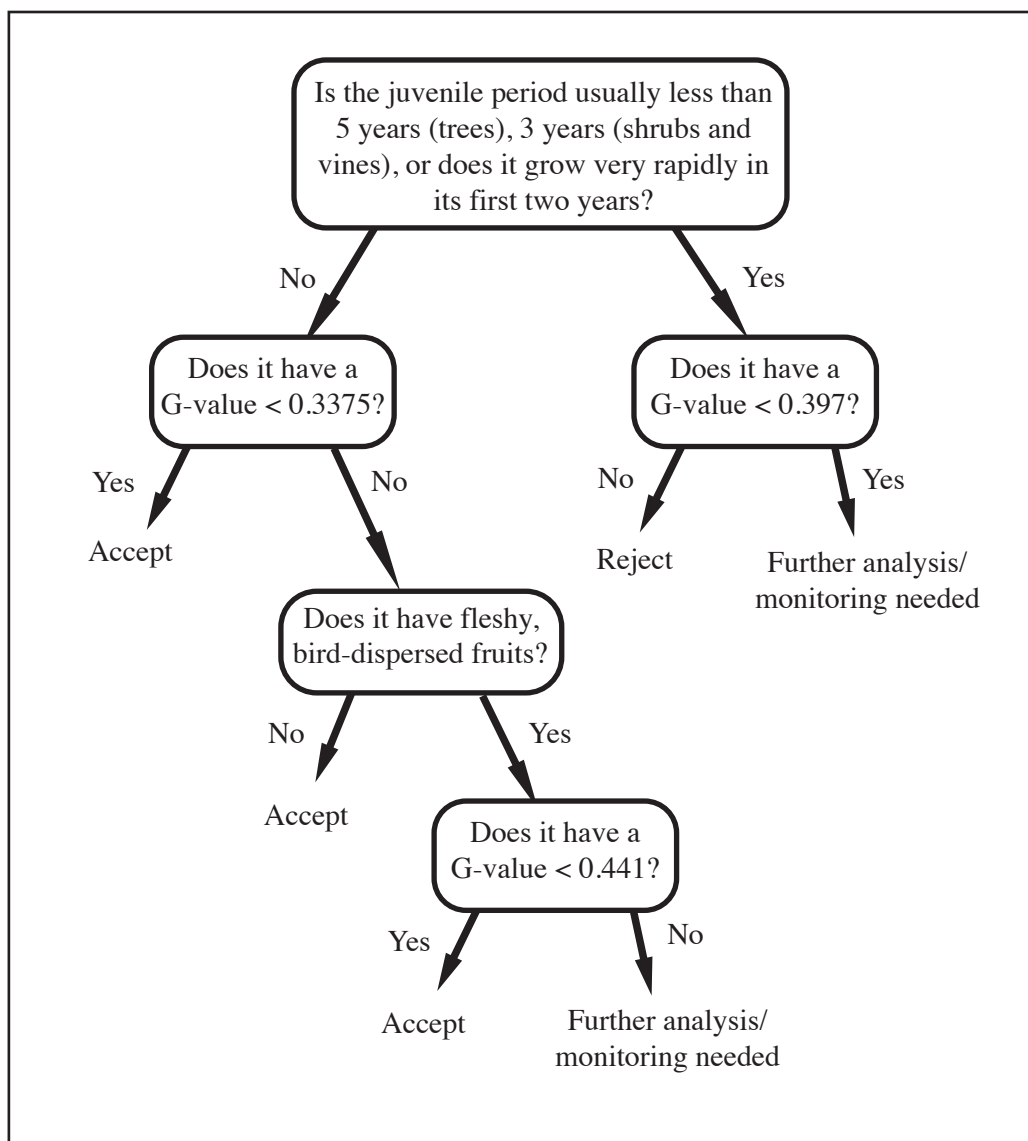 Is the juvenile period usually less than
5 years (trees), 3 years (shrubs and
vines), or does it grow very rapidly in
its first two years?
No
Yes
Does it have a
G-value < 0.3375?
Does it have a
G-value < 0.397?
Yes
No
No
Yes
Accept
Reject
Further analysis/
monitoring needed
Does it have fleshy,
bird-dispersed fruits?
No
Yes
Accept
Does it have a
G-value < 0.441?
Yes
No
Accept
Further analysis/
monitoring needed